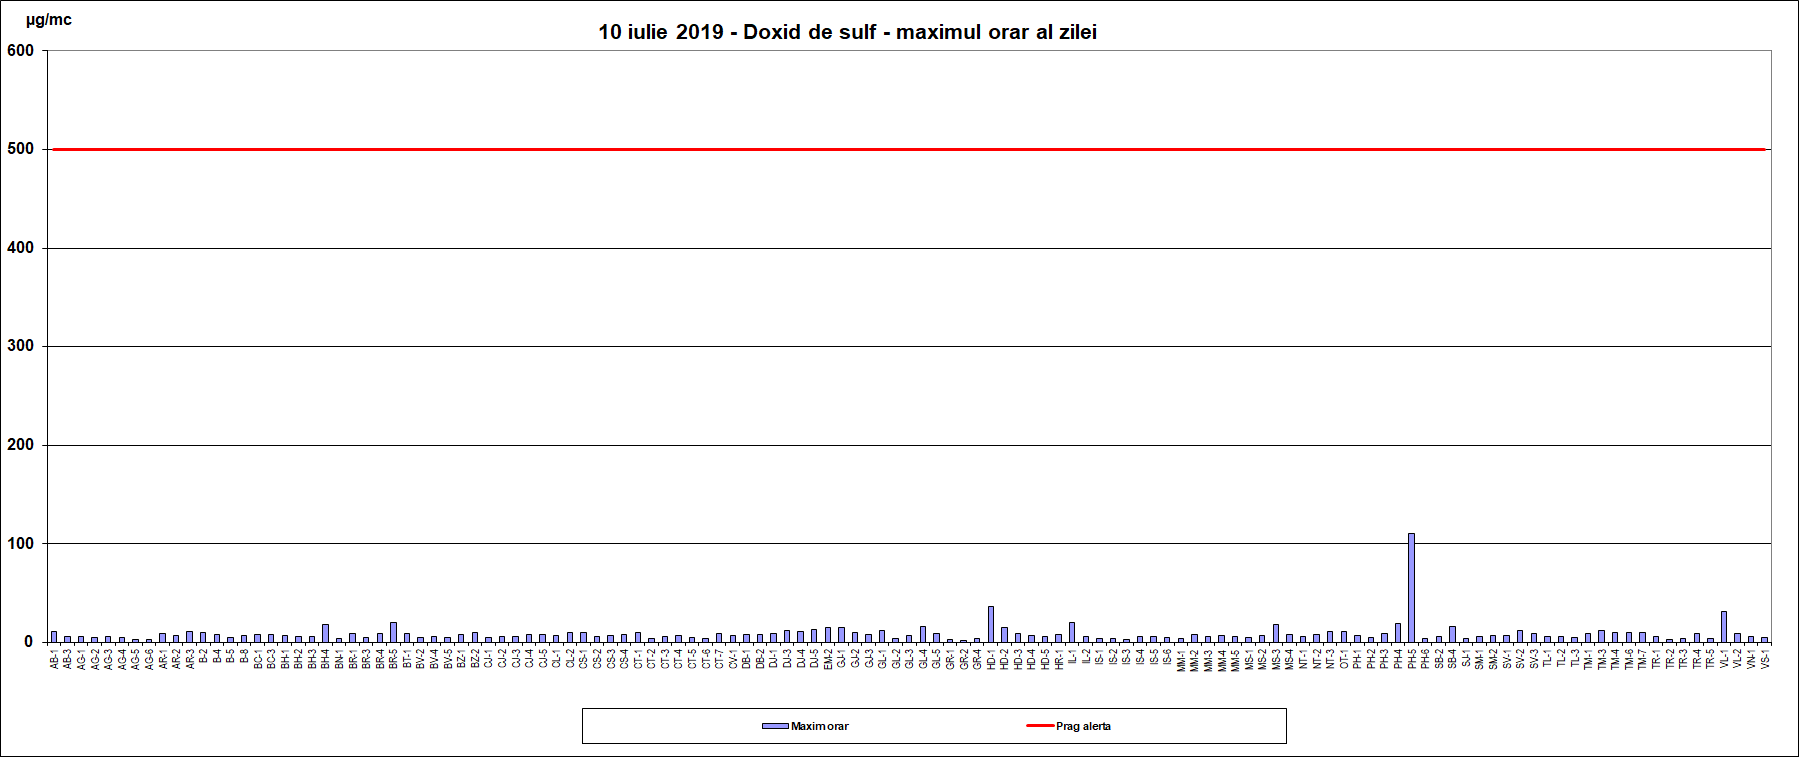 µg/mc
10 iulie 2019 - Doxid de sulf - maximul orar al zilei
600
500
400
300
200
100
0
AB-1 AB-3 AG-1 AG-2 AG-3 AG-4 AG-5 AG-6 AR-1 AR-2 AR-3 B-2 B-4 B-5 B-8 BC-1 BC-3 BH-1 BH-2 BH-3 BH-4 BN-1 BR-1 BR-3 BR-4 BR-5 BT-1 BV-2 BV-4 BV-5 BZ-1 BZ-2 CJ-1 CJ-2 CJ-3 CJ-4 CJ-5 CL-1 CL-2 CS-1 CS-2 CS-3 CS-4 CT-1 CT-2 CT-3 CT-4 CT-5 CT-6 CT-7 CV-1 DB-1 DB-2 DJ-1 DJ-3 DJ-4 DJ-5 EM-2 GJ-1 GJ-2 GJ-3 GL-1 GL-2 GL-3 GL-4 GL-5 GR-1 GR-2 GR-4 HD-1 HD-2 HD-3 HD-4 HD-5 HR-1 IL-1 IL-2 IS-1 IS-2 IS-3 IS-4 IS-5 IS-6 MM-1 MM-2 MM-3 MM-4 MM-5 MS-1 MS-2 MS-3 MS-4 NT-1 NT-2 NT-3 OT-1 PH-1 PH-2 PH-3 PH-4 PH-5 PH-6 SB-2 SB-4 SJ-1 SM-1 SM-2 SV-1 SV-2 SV-3 TL-1 TL-2 TL-3 TM-1 TM-3 TM-4 TM-6 TM-7 TR-1 TR-2 TR-3 TR-4 TR-5 VL-1 VL-2 VN-1 VS-1
Maxim orar
Prag alerta